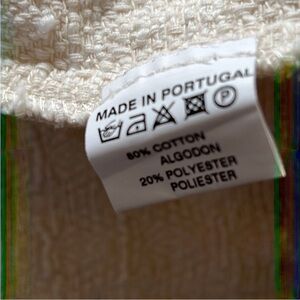 MADE IN PORTUGAL
P
80% COTTON
ALGODON
20% POLYESTER
POLIESTER